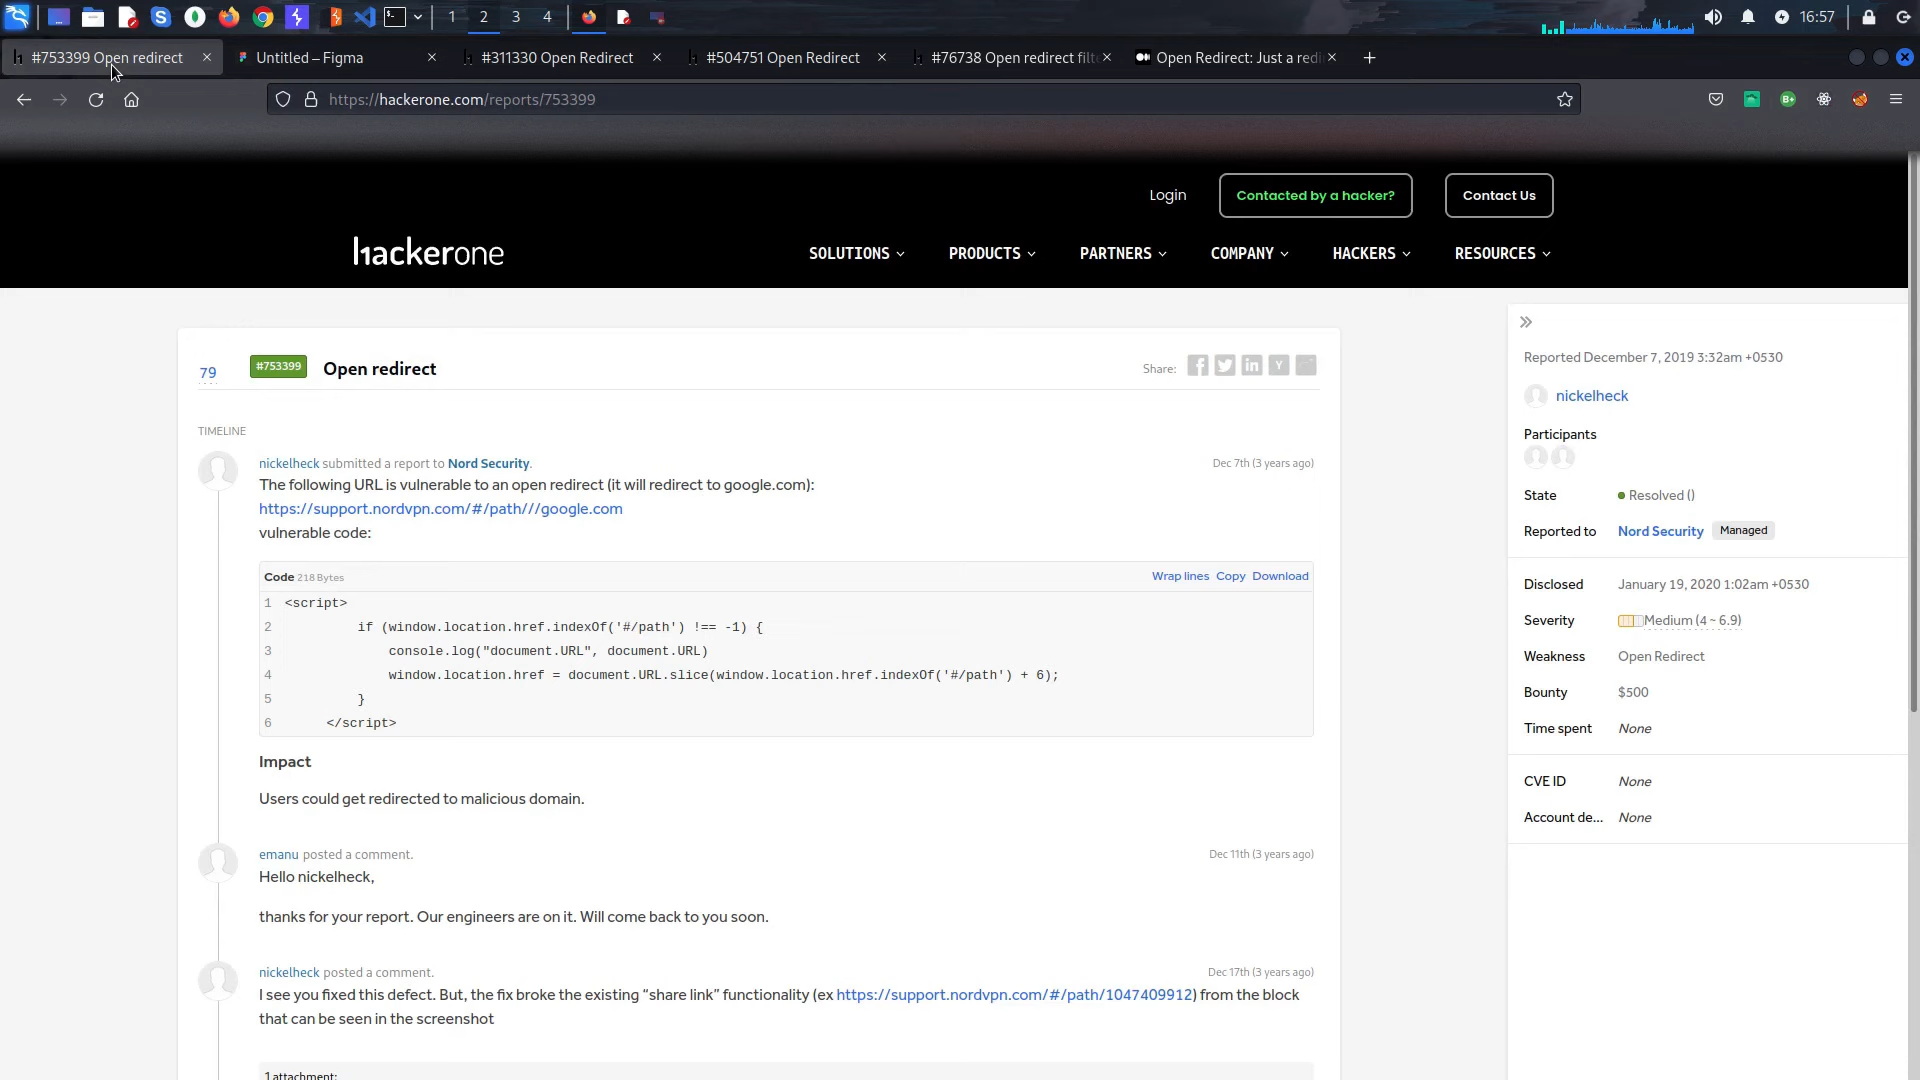 1 2 3 4 16:57
#753399 Open redirect
Untitled – Figma
#311330 Open Redirect
#504751 Open Redirect
#76738 Open redirect filt
Open Redirect: Just a redi
https://hackerone.com/reports/753399
Login
Contacted by a hacker?
Contact Us
hackerone
SOLUTIONS
PRODUCTS
PARTNERS
COMPANY
HACKERS
RESOURCES
79
#753399
Open redirect
Share:
TIMELINE
nickelheck submitted a report to Nord Security.
Dec 7th (3 years ago)
The following URL is vulnerable to an open redirect (it will redirect to google.com):
https://support.nordvpn.com/#/path///google.com
vulnerable code:
Code 218 Bytes
Wrap lines Copy Download
1 <script>
2 if (window.location.href.indexOf('#/path') !== -1) {
3 console.log("document.URL", document.URL)
4 window.location.href = document.URL.slice(window.location.href.indexOf('#/path') + 6);
5 }
6 </script>
Impact
Users could get redirected to malicious domain.
emanu posted a comment.
Dec 11th (3 years ago)
Hello nickelheck,
thanks for your report. Our engineers are on it. Will come back to you soon.
nickelheck posted a comment.
Dec 17th (3 years ago)
I see you fixed this defect. But, the fix broke the existing “share link” functionality (ex https://support.nordvpn.com/#/path/1047409912) from the block
that can be seen in the screenshot
1 attachment:
Reported December 7, 2019 3:32am +0530
nickelheck
Participants
State Resolved ()
Reported to Nord Security Managed
Disclosed January 19, 2020 1:02am +0530
Severity Medium (4 ~ 6.9)
Weakness Open Redirect
Bounty $500
Time spent None
CVE ID None
Account de... None